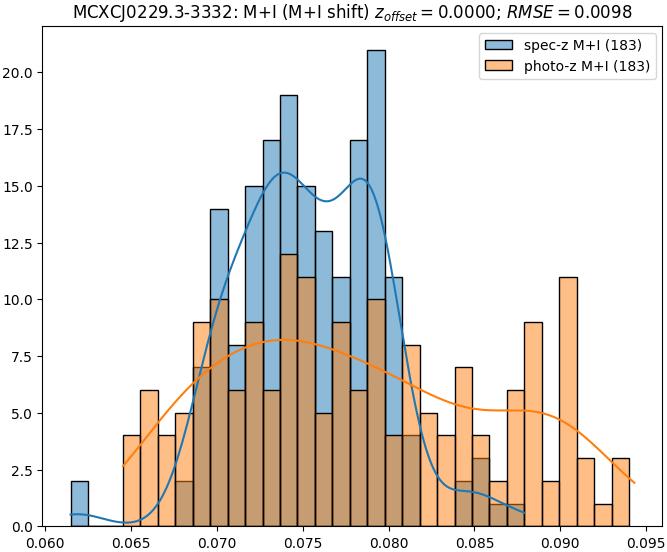 MCXCJ0229.3-3332: M+I (M+I shift) z_offset = 0.0000; RMSE = 0.0098
spec-z M+I (183)
photo-z M+I (183)
20.0
17.5
15.0
12.5
10.0
7.5
5.0
2.5
0.0
0.060 0.065 0.070 0.075 0.080 0.085 0.090 0.095